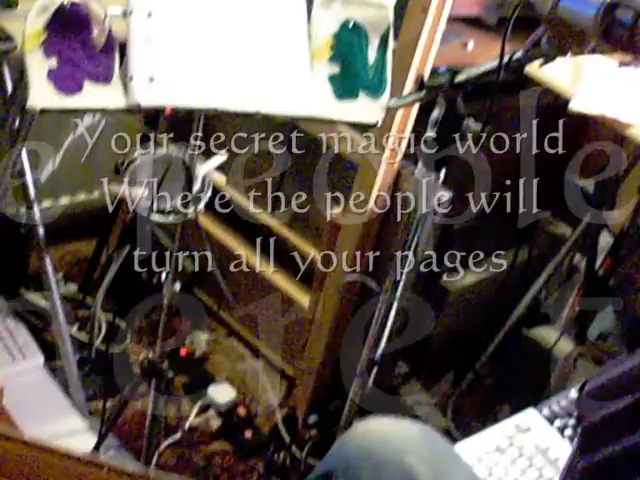 Your secret magic world
Where the people will
turn all your pages